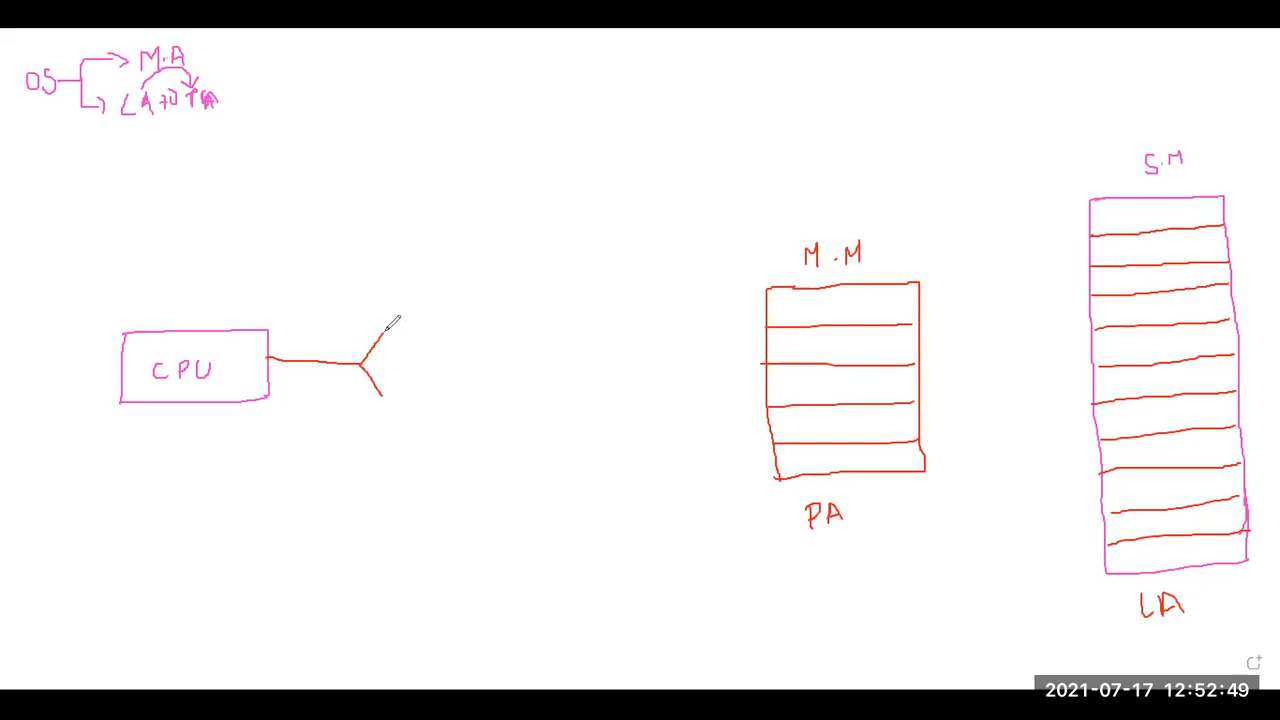 OS
M.A
LA to PA
S.M
M.M
CPU
PA
LA
2021-07-17 12:52:49